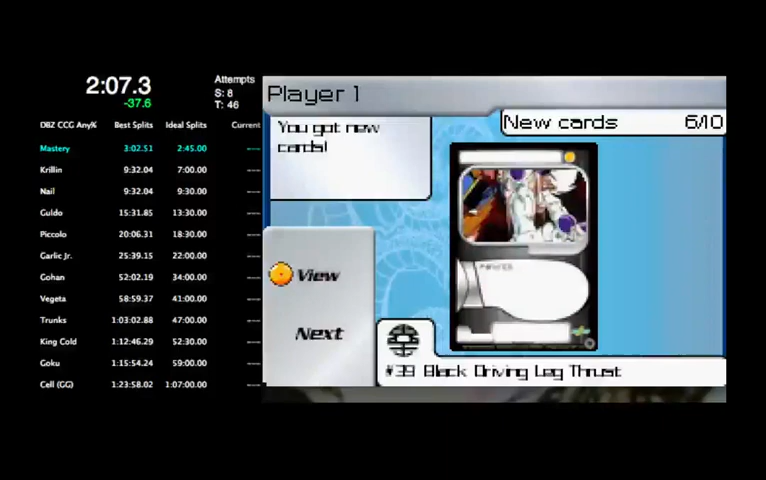 2:07.3
-37.6
Attempts
S: 8
T: 46
DBZ CCG Any% Best Splits Ideal Splits Current
Mastery 3:02.51 2:45.00 —
Krillin 9:32.04 7:00.00 —
Nail 9:32.04 9:30.00 —
Guldo 15:31.85 13:30.00 —
Piccolo 20:06.31 18:30.00 —
Garlic Jr. 25:39.15 22:00.00 —
Gohan 52:02.19 34:00.00 —
Vegeta 58:59.37 41:00.00 —
Trunks 1:03:02.88 47:00.00 —
King Cold 1:12:46.29 52:30.00 —
Goku 1:15:54.24 59:00.00 —
Cell (GG) 1:23:58.02 1:07:00.00 —
Player 1
You got new
cards!
New cards 6/10
View
Next
#39 Black Driving Leg Thrust